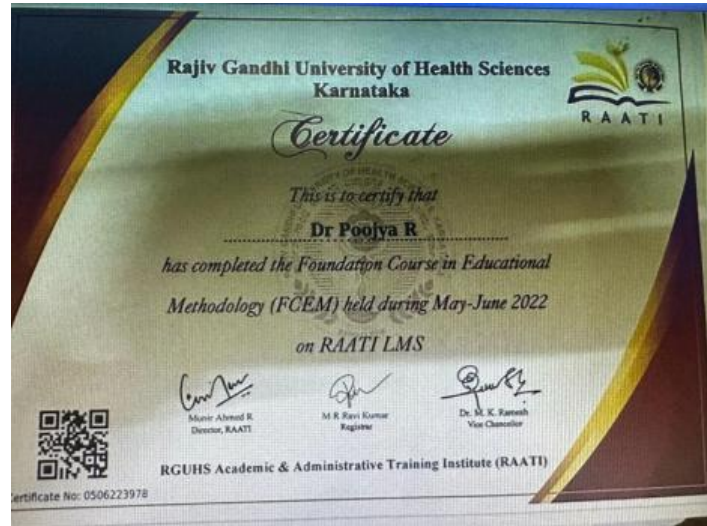 Rajiv Gandhi University of Health Sciences
Karnataka
RAATI
Certificate
This is to certify that
Dr Poojya R
has completed the Foundation Course in Educational
Methodology (FCEM) held during May-June 2022
on RAATI LMS
Munir Ahmed R
Director, RAATI
M R Ravi Kumar
Registrar
Dr. M. K. Ramesh
Vice Chancellor
RGUHS Academic & Administrative Training Institute (RAATI)
Certificate No: 0506223978